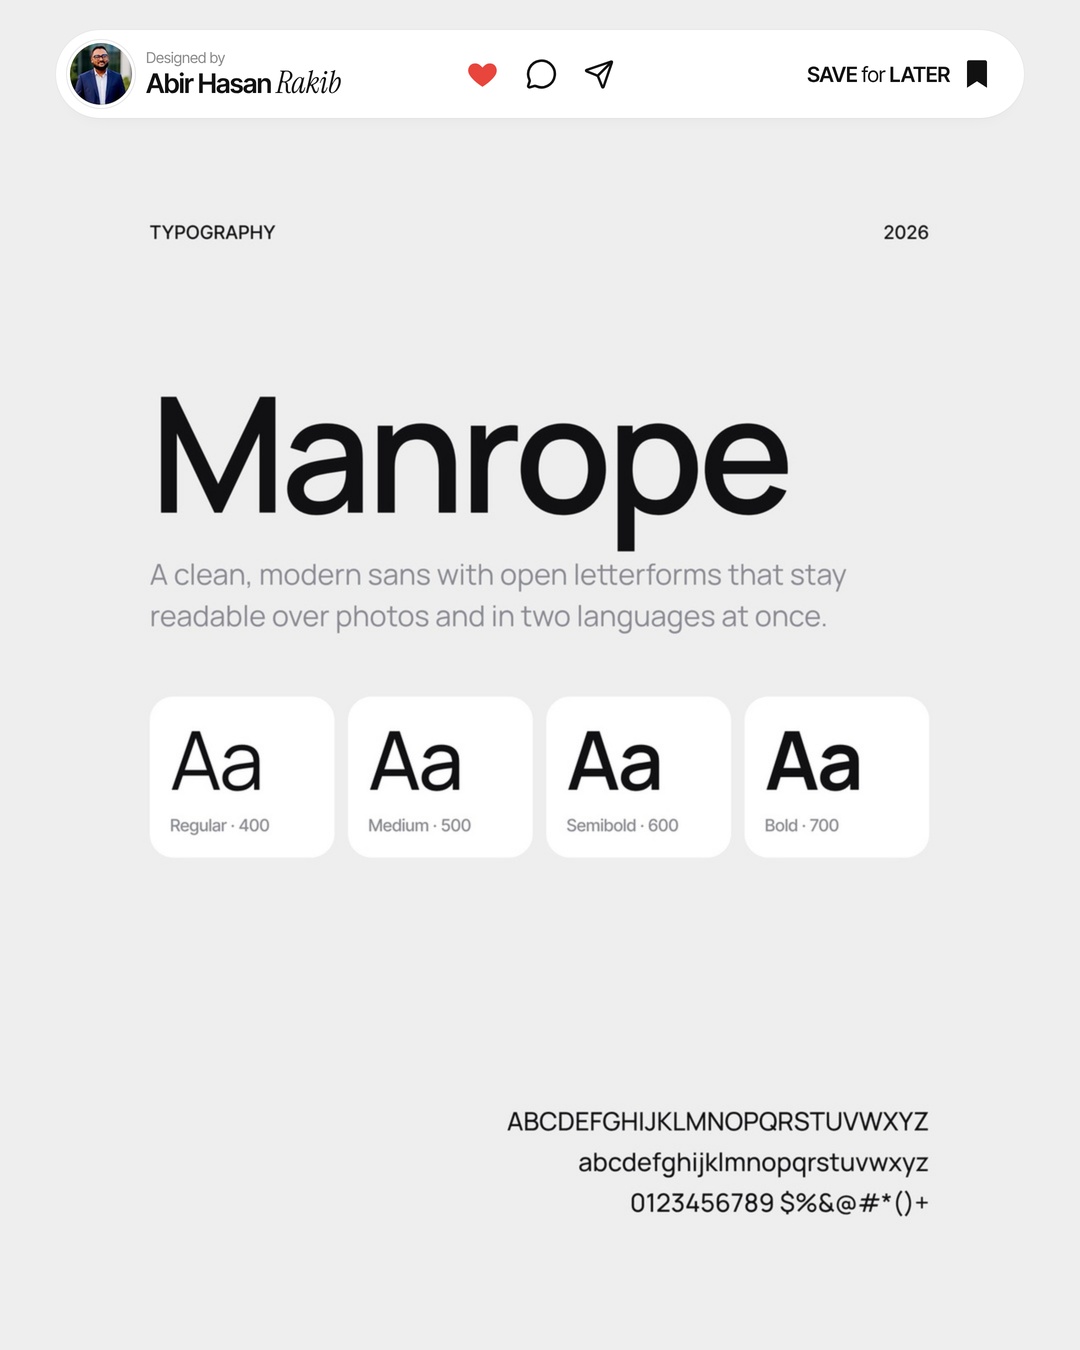 Designed by
Abir Hasan Rakib
SAVE for LATER
TYPOGRAPHY
2026
Manrope
A clean, modern sans with open letterforms that stay
readable over photos and in two languages at once.
Aa
Regular · 400
Aa
Medium · 500
Aa
Semibold · 600
Aa
Bold · 700
ABCDEFGHIJKLMNOPQRSTUVWXYZ
abcdefghijklmnopqrstuvwxyz
0123456789 $%&@#*()+